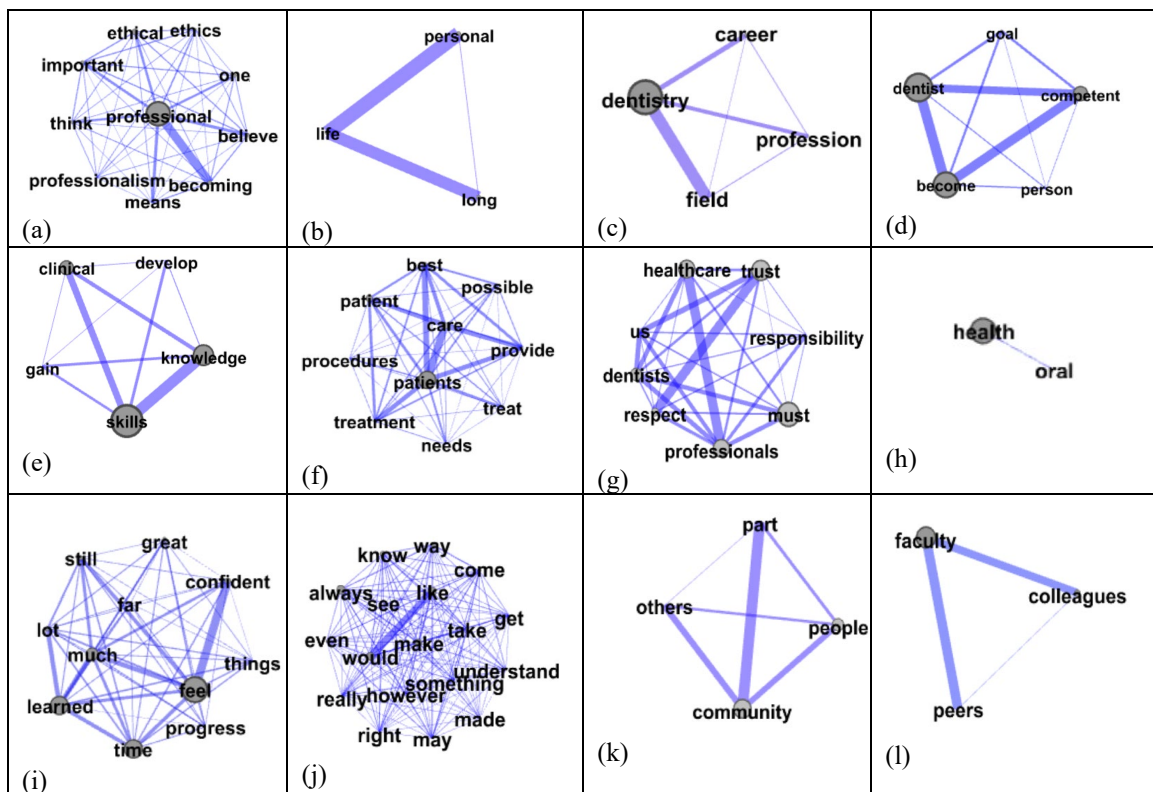 ethical ethics
important one
professional
think believe
professionalism becoming
means
(a)
personal
life
long
(b)
career
dentistry
profession
field
(c)
goal
dentist competent
become person
(d)
clinical develop
knowledge
gain
skills
(e)
best
possible
patient care
provide
procedures
patients
treat
treatment
needs
(f)
healthcare trust
us responsibility
dentists
respect must
professionals
(g)
health
oral
(h)
great
still
confident
far
lot
much
things
feel
learned
progress
time
(i)
know way
come
always like
see get
even make take
would
understand
something
really however
made
right may
(j)
part
others
people
community
(k)
faculty
colleagues
peers
(l)